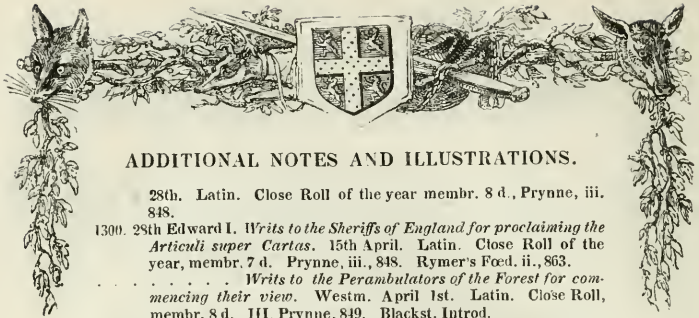 ADDITIONAL NOTES AND ILLUSTRATIONS.
28th. Latin. Close Roll of the year membr. 8 d., Prynne, iii.
848.
1300. 28th Edward I. Writs to the Sheriffs of England for proclaiming the
Articuli super Cartas. 15th April. Latin. Close Roll of the
year, membr. 7 d. Prynne, iii., 848. Rymer's Fœd. ii., 863.
. . . . . . . . Writs to the Perambulators of the Forest for com-
mencing their view. Westm. April 1st. Latin. Close Roll,
membr. 8 d. III. Prynne, 849. Blackst. Introd.